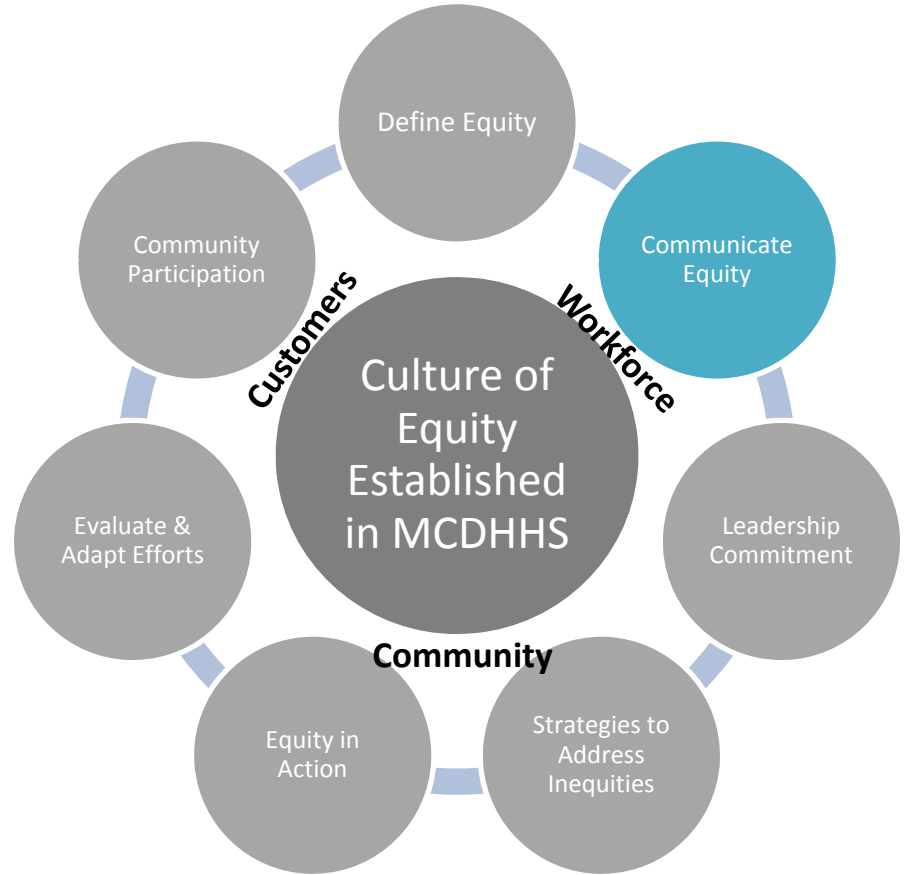 Define Equity
Communicate
Equity
Leadership
Commitment
Strategies to
Address
Inequities
Equity in
Action
Evaluate &
Adapt Efforts
Community
Participation
Customers
Workforce
Community
Culture of
Equity
Established
in MCDHHS